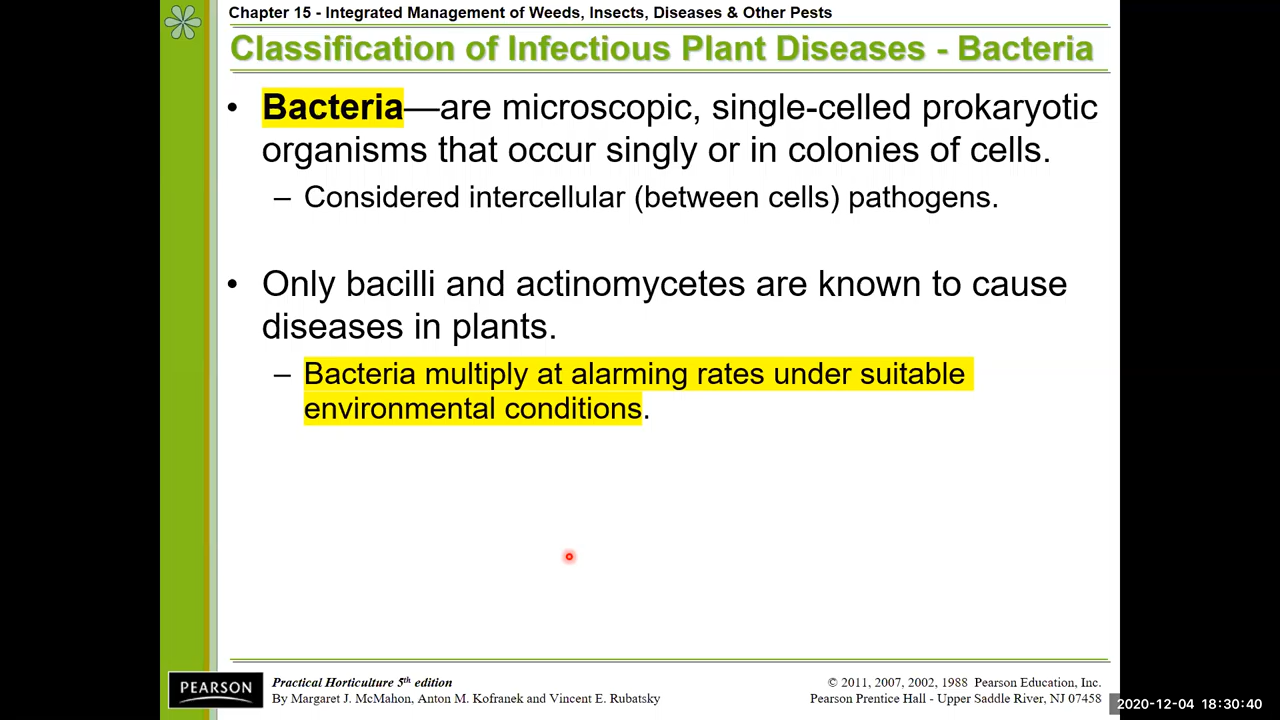 Chapter 15 - Integrated Management of Weeds, Insects, Diseases & Other Pests
Classification of Infectious Plant Diseases - Bacteria
• Bacteria—are microscopic, single-celled prokaryotic
organisms that occur singly or in colonies of cells.
– Considered intercellular (between cells) pathogens.
• Only bacilli and actinomycetes are known to cause
diseases in plants.
– Bacteria multiply at alarming rates under suitable
environmental conditions.
PEARSON
Practical Horticulture 5th edition
By Margaret J. McMahon, Anton M. Kofranek and Vincent E. Rubatsky
© 2011, 2007, 2002, 1988 Pearson Education, Inc.
Pearson Prentice Hall - Upper Saddle River, NJ 07458
2020-12-04 18:30:40